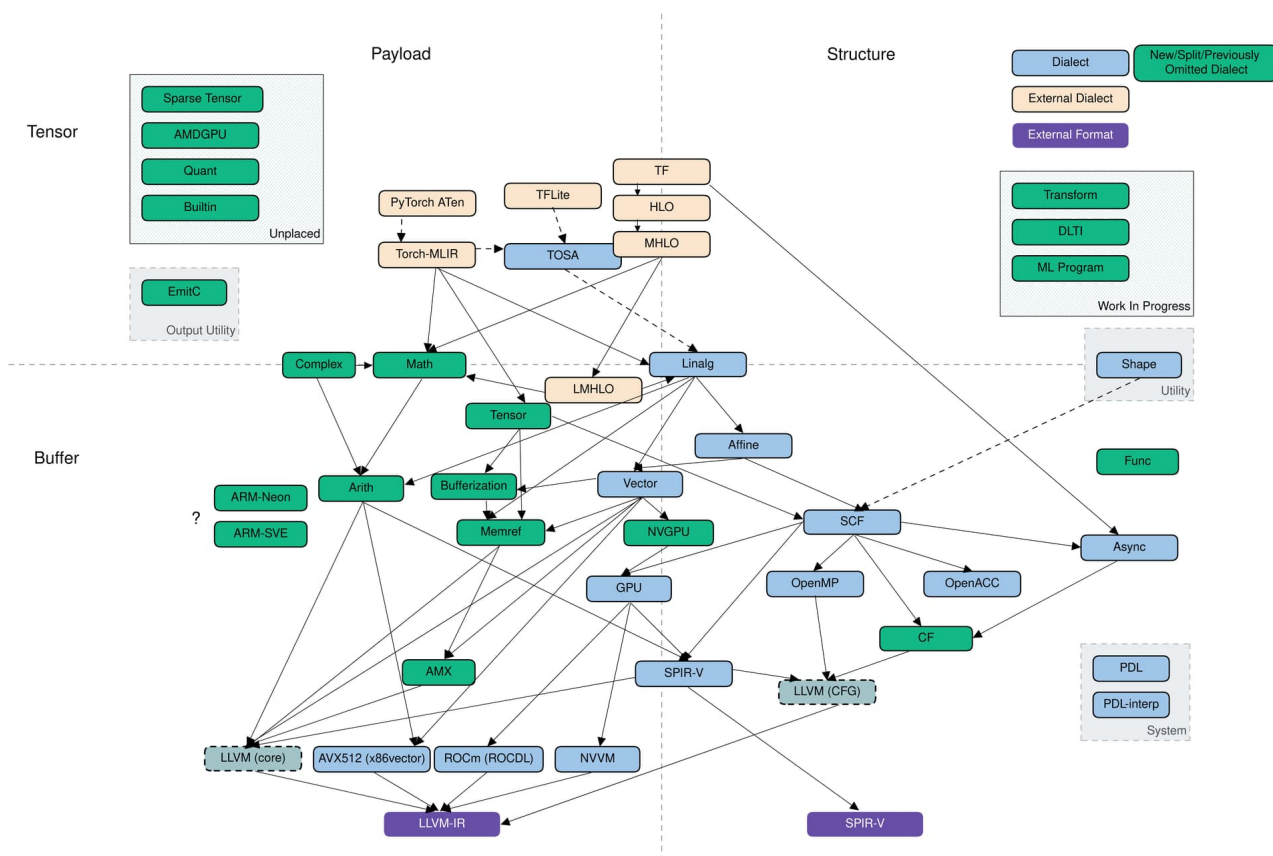 Payload
Structure
Dialect
New/Split/Previously
Omitted Dialect
External Dialect
External Format
Tensor
Sparse Tensor
AMDGPU
Quant
Builtin
Unplaced
EmitC
Output Utility
PyTorch ATen
TFLite
TF
HLO
MHLO
Torch-MLIR
TOSA
Transform
DLTI
ML Program
Work In Progress
Complex
Math
Linalg
LMHLO
Tensor
Shape
Utility
Buffer
Affine
Func
Arith
Bufferization
Vector
ARM-Neon
?
ARM-SVE
Memref
NVGPU
SCF
Async
GPU
OpenMP
OpenACC
CF
AMX
SPIR-V
LLVM (CFG)
PDL
PDL-interp
System
LLVM (core)
AVX512 (x86vector)
ROCm (ROCDL)
NVVM
LLVM-IR
SPIR-V